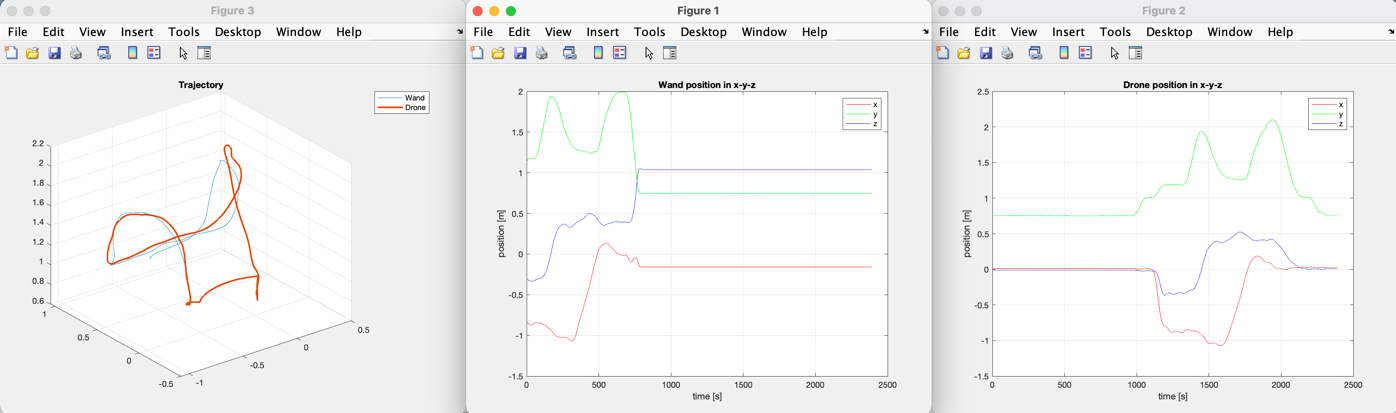 Figure 3
File Edit View Insert Tools Desktop Window Help
Trajectory
Wand
Drone
2.2
2
1.8
1.6
1.4
1.2
1
0.8
0.6
1
0.5
0
-0.5
-1
-0.5
0
0.5
Figure 1
File Edit View Insert Tools Desktop Window Help
Wand position in x-y-z
x
y
z
position [m]
2
1.5
1
0.5
0
-0.5
-1
-1.5
0 500 1000 1500 2000 2500
time [s]
Figure 2
File Edit View Insert Tools Desktop Window Help
Drone position in x-y-z
x
y
z
position [m]
2.5
2
1.5
1
0.5
0
-0.5
-1
-1.5
0 500 1000 1500 2000 2500
time [s]